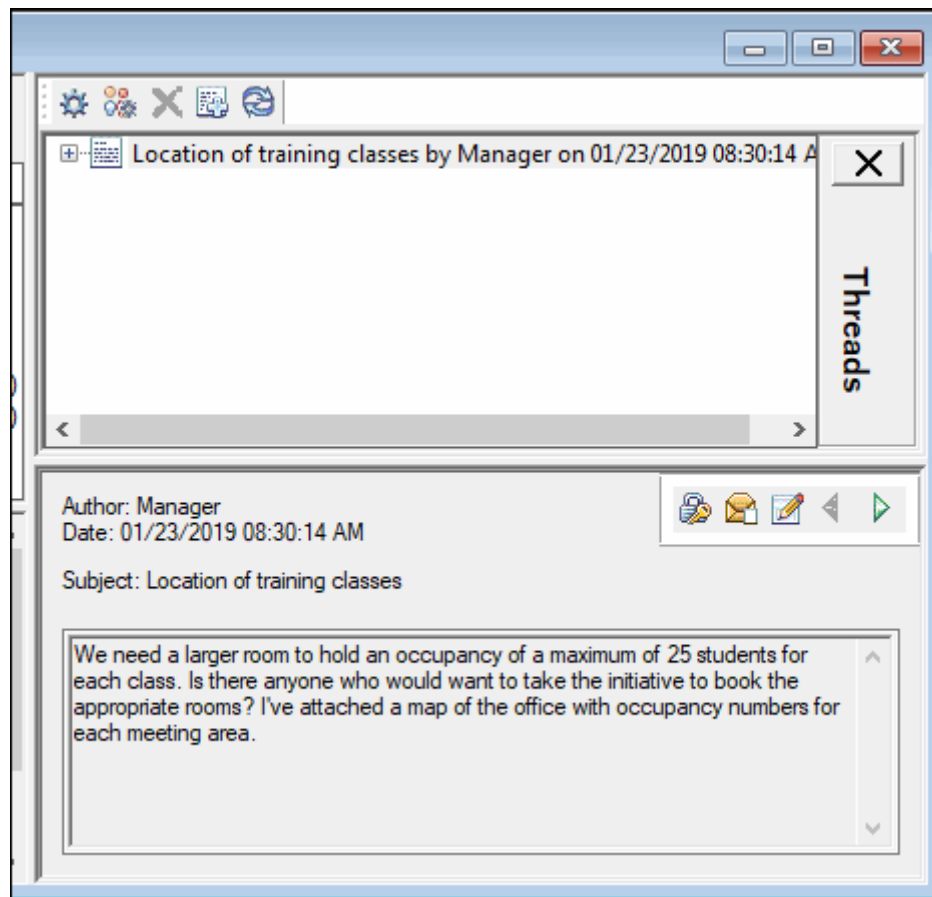 Location of training classes by Manager on 01/23/2019 08:30:14 A
Threads
Author: Manager
Date: 01/23/2019 08:30:14 AM
Subject: Location of training classes
We need a larger room to hold an occupancy of a maximum of 25 students for
each class. Is there anyone who would want to take the initiative to book the
appropriate rooms? I've attached a map of the office with occupancy numbers for
each meeting area.